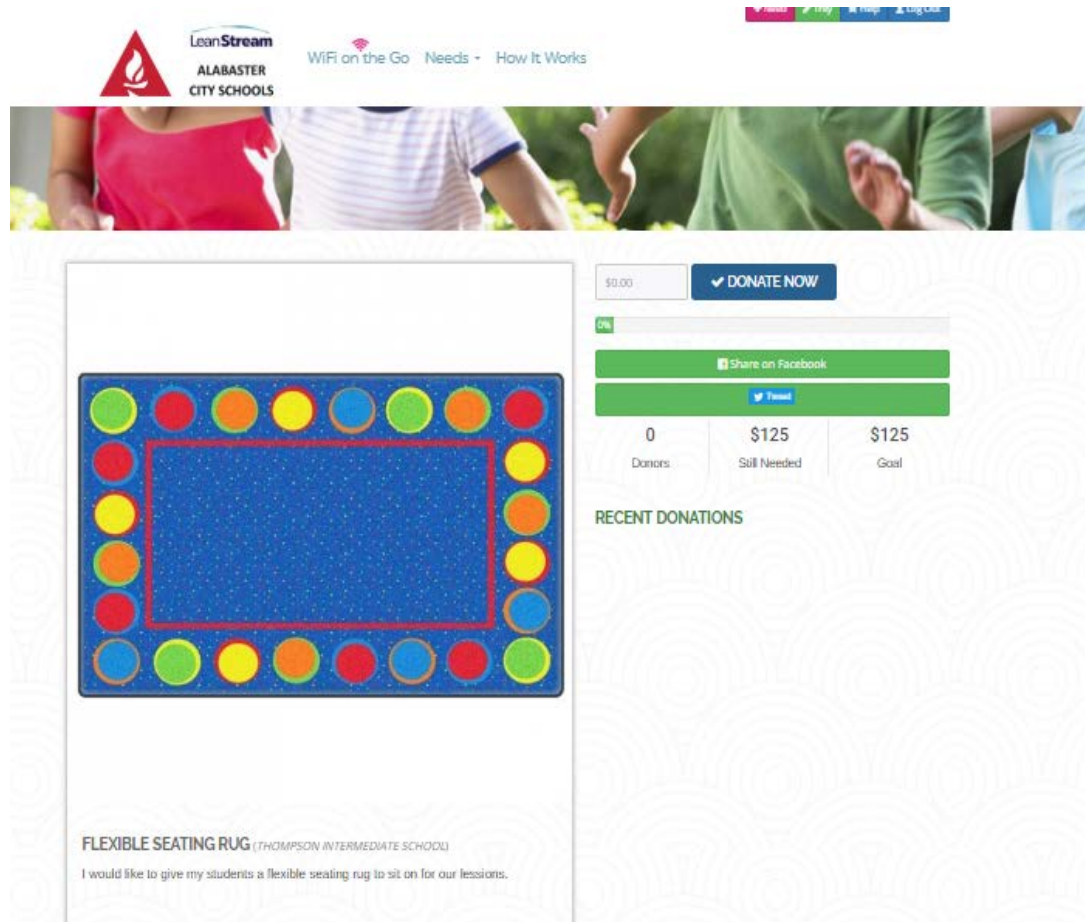 Log Out
LeanStream
ALABASTER
CITY SCHOOLS
WiFi on the Go Needs How It Works
$0.00 DONATE NOW
0%
Share on Facebook
Tweet
0 $125 $125
Donors Still Needed Goal
RECENT DONATIONS
FLEXIBLE SEATING RUG (THOMPSON INTERMEDIATE SCHOOL)
I would like to give my students a flexible seating rug to sit on for our lessions.